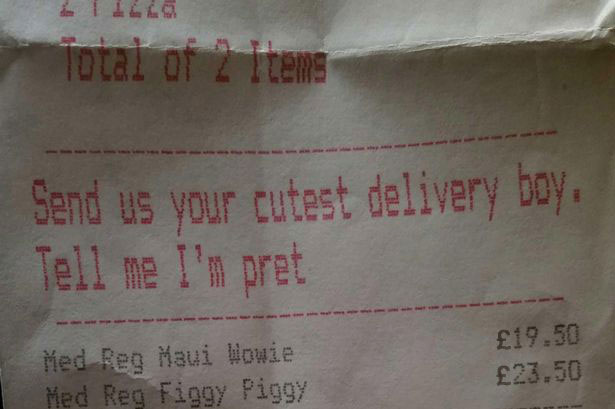 2 Pizza
Total of 2 Items
Send us your cutest delivery boy.
Tell me I'm pret
Med Reg Maui Wowie £19.50
Med Reg Figgy Piggy £23.50